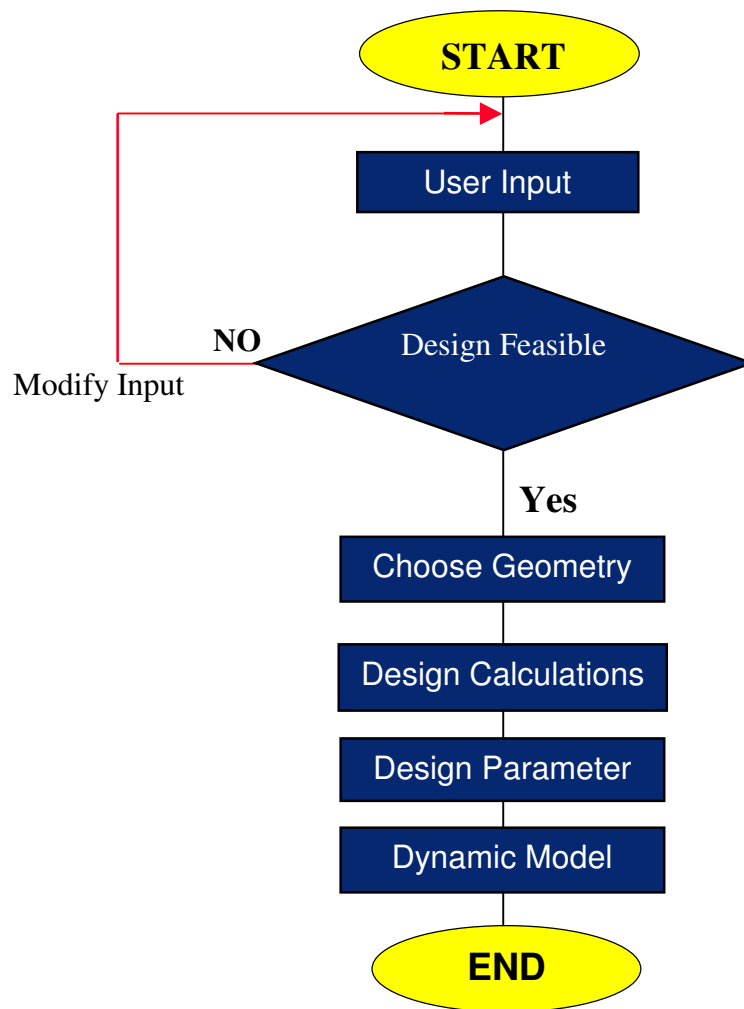 START
User Input
Design Feasible
NO
Modify Input
Yes
Choose Geometry
Design Calculations
Design Parameter
Dynamic Model
END